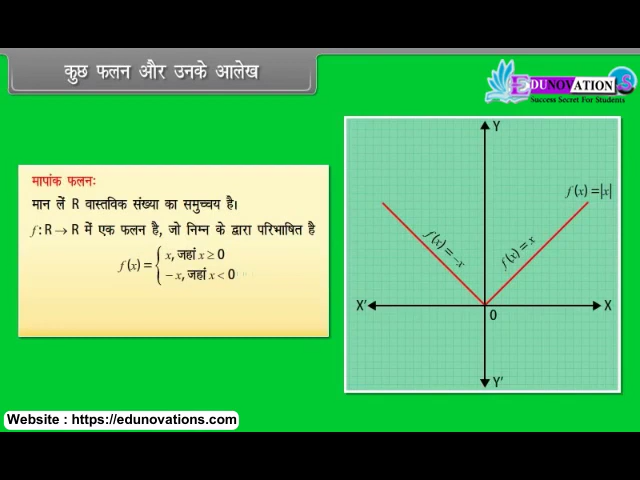 कुछ फलन और उनके आलेख
EDUNOVATIONS
Success Secret For Students
मापांक फलनः
मान लें R वास्तविक संख्या का समुच्चय है।
f : R → R में एक फलन है, जो निम्न के द्वारा परिभाषित है
f (x) = { x, जहां x ≥ 0
− x, जहां x < 0
Y
f (x) = |x|
f (x) = −x
f (x) = x
X′
X
0
Y′
Website : https://edunovations.com